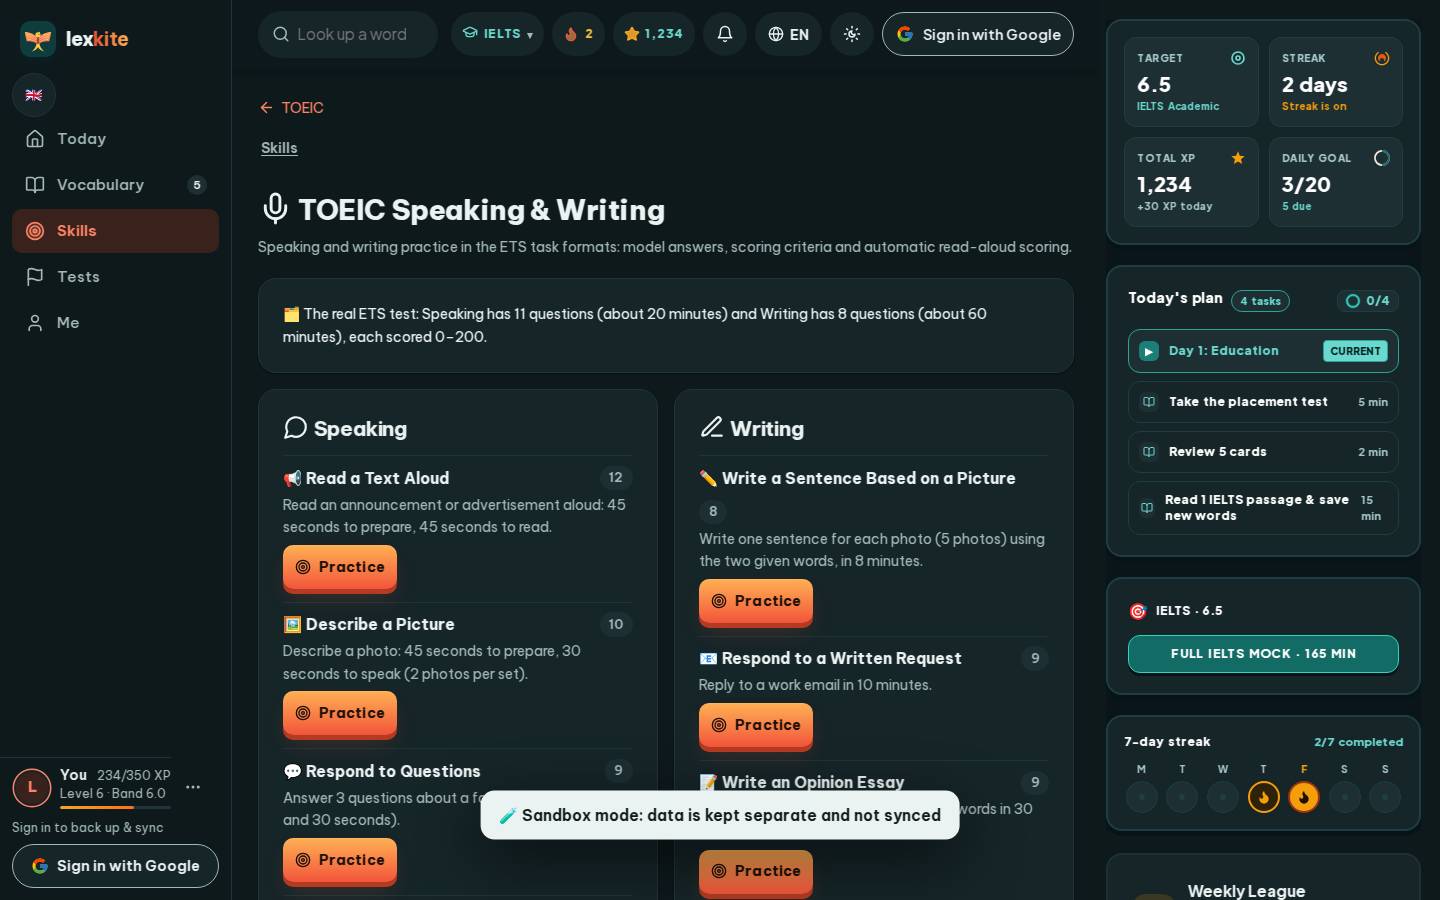 lexkite
Today
Vocabulary 5
Skills
Tests
Me
L
You 234/350 XP
Level 6 · Band 6.0
Sign in to back up & sync
Sign in with Google
Look up a word
IELTS
2
1,234
EN
Sign in with Google
← TOEIC
Skills
TOEIC Speaking & Writing
Speaking and writing practice in the ETS task formats: model answers, scoring criteria and automatic read-aloud scoring.
🗂️ The real ETS test: Speaking has 11 questions (about 20 minutes) and Writing has 8 questions (about 60
minutes), each scored 0–200.
Speaking
📢 Read a Text Aloud 12
Read an announcement or advertisement aloud: 45
seconds to prepare, 45 seconds to read.
Practice
🖼️ Describe a Picture 10
Describe a photo: 45 seconds to prepare, 30
seconds to speak (2 photos per set).
Practice
💬 Respond to Questions 9
Answer 3 questions about a
and 30 seconds).
Practice
Writing
✏️ Write a Sentence Based on a Picture
8
Write one sentence for each photo (5 photos) using
the two given words, in 8 minutes.
Practice
📧 Respond to a Written Request 9
Reply to a work email in 10 minutes.
Practice
📝 Write an Opinion Essay 9
words in 30
Practice
🧪 Sandbox mode: data is kept separate and not synced
TARGET
6.5
IELTS Academic
STREAK
2 days
Streak is on
TOTAL XP
1,234
+30 XP today
DAILY GOAL
3/20
5 due
Today's plan 4 tasks 0/4
Day 1: Education CURRENT
Take the placement test 5 min
Review 5 cards 2 min
Read 1 IELTS passage & save new words 15 min
🎯 IELTS · 6.5
FULL IELTS MOCK · 165 MIN
7-day streak 2/7 completed
M T W T F S S
Weekly League